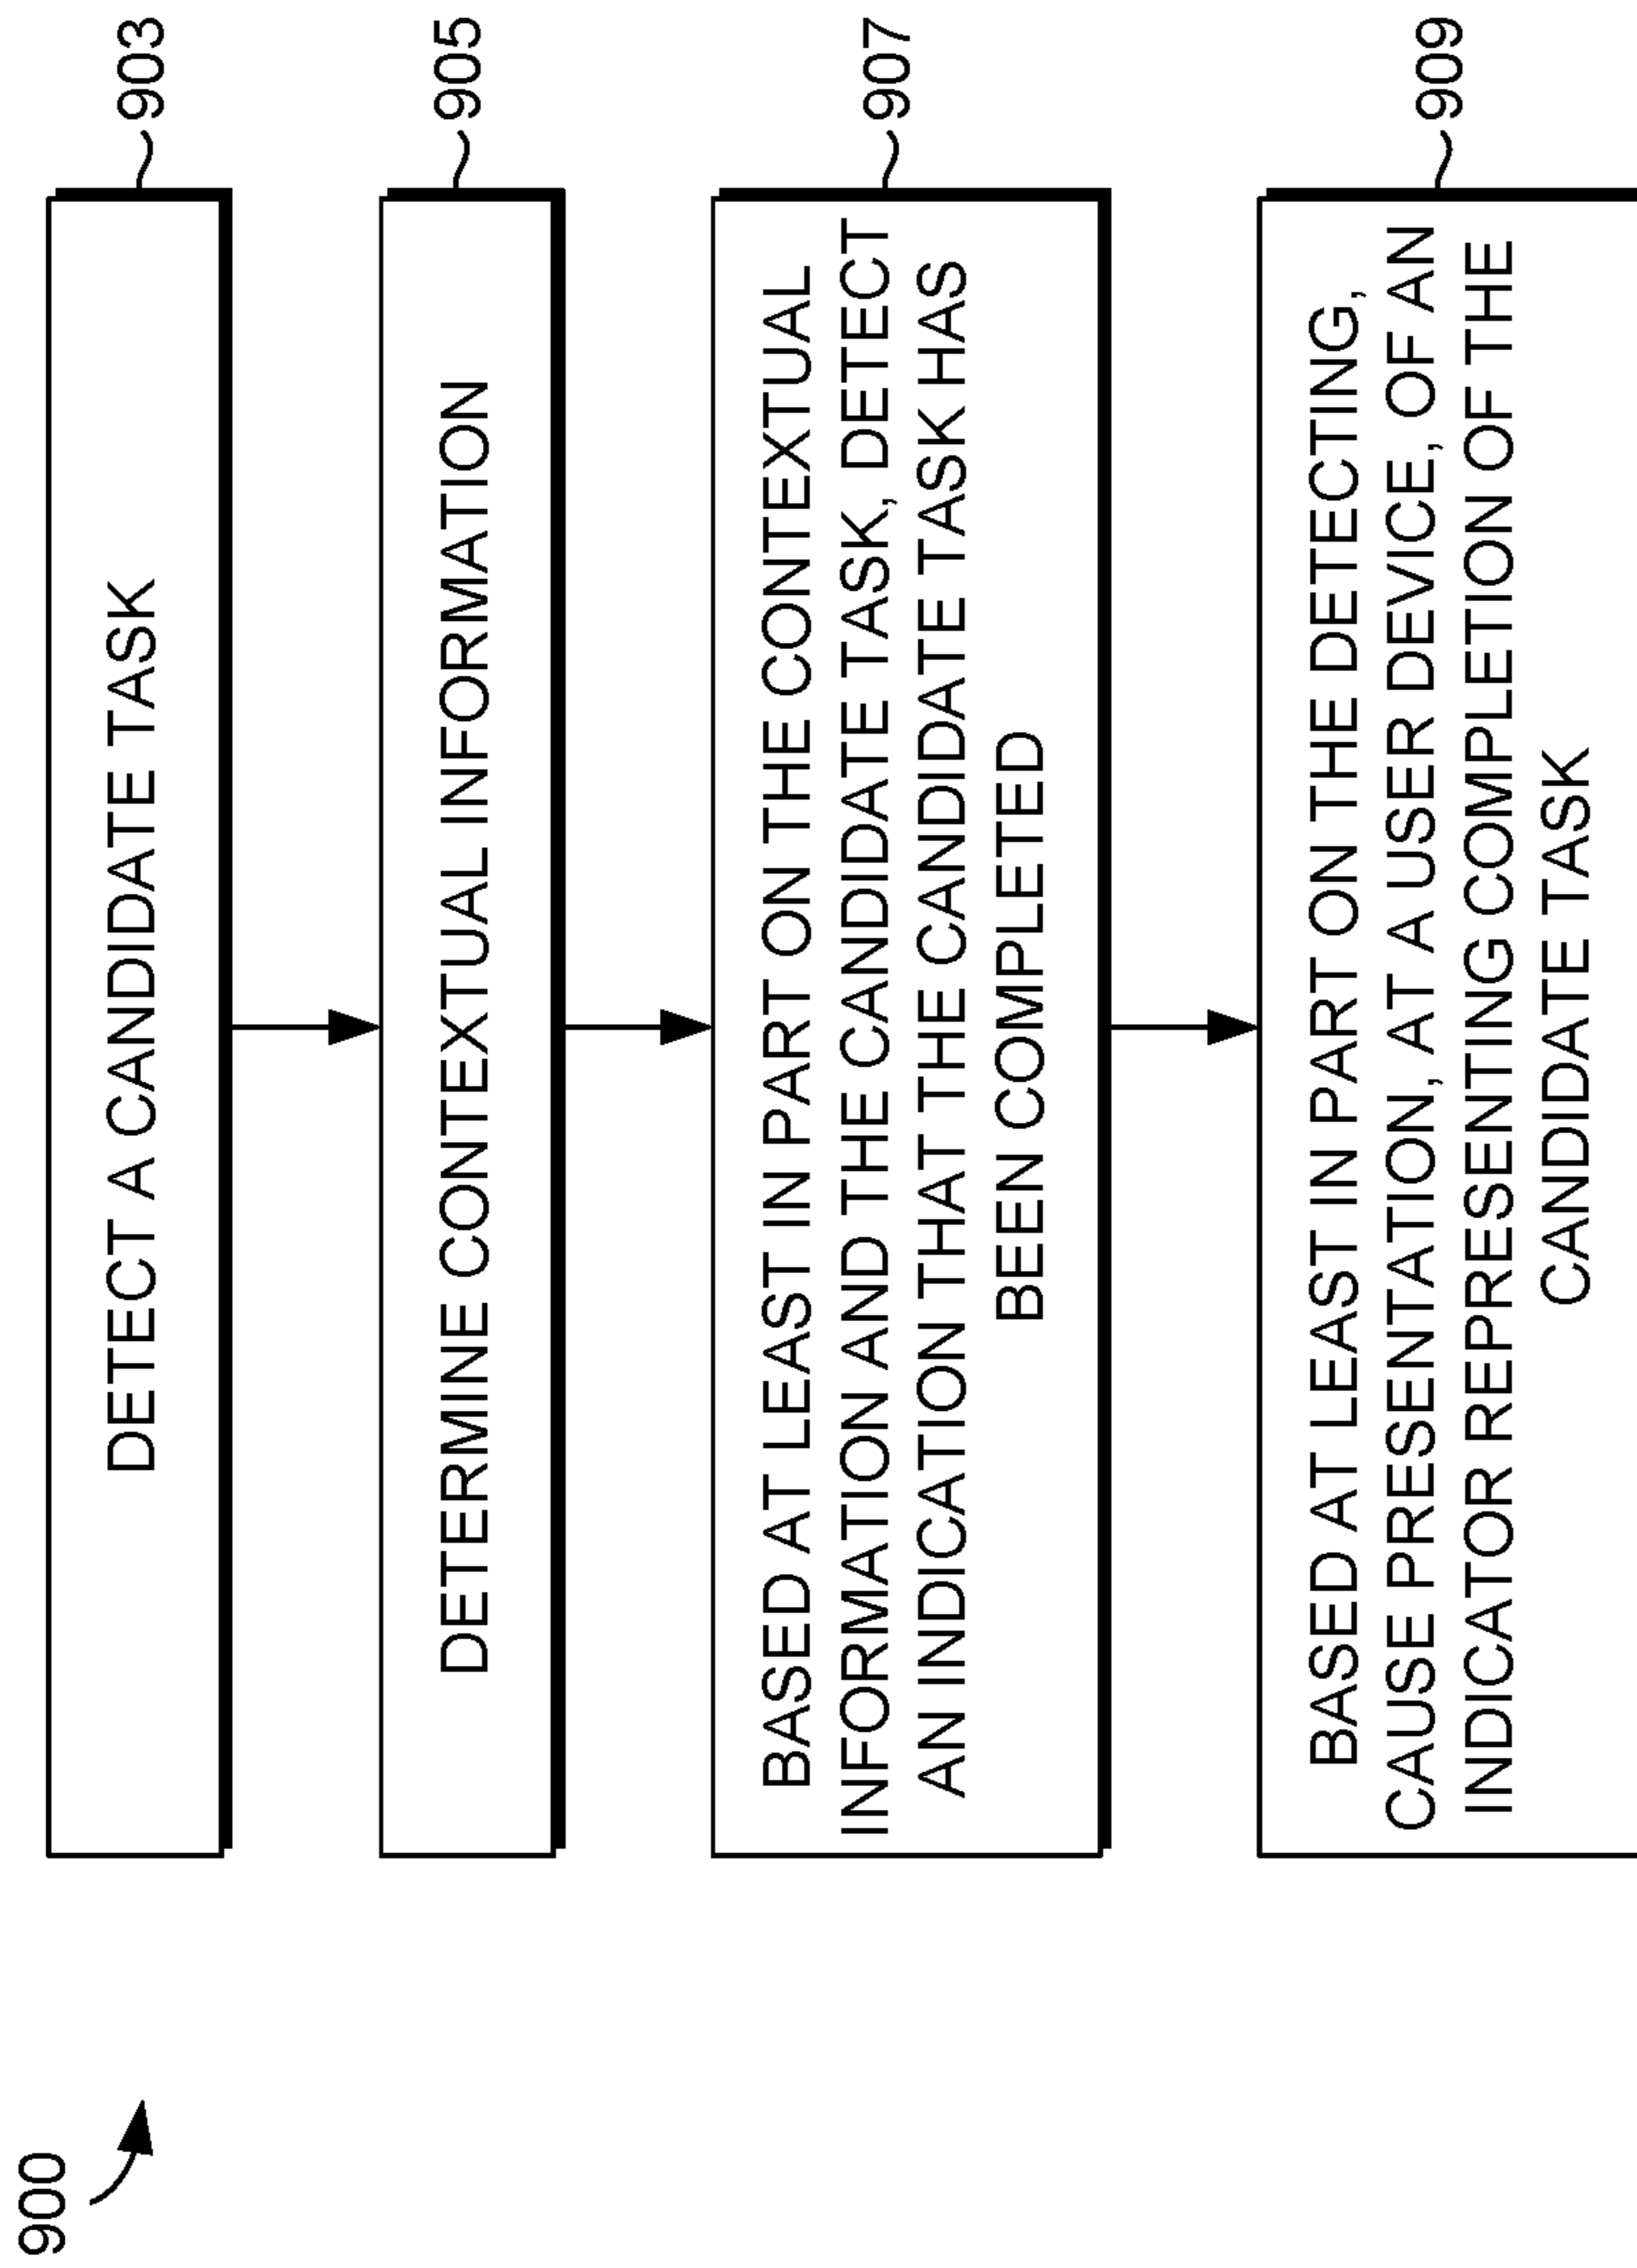 900
DETECT A CANDIDATE TASK
903
DETERMINE CONTEXTUAL INFORMATION
905
BASED AT LEAST IN PART ON THE CONTEXTUAL
INFORMATION AND THE CANDIDATE TASK, DETECT
AN INDICATION THAT THE CANDIDATE TASK HAS
BEEN COMPLETED
907
BASED AT LEAST IN PART ON THE DETECTING,
CAUSE PRESENTATION, AT A USER DEVICE, OF AN
INDICATOR REPRESENTING COMPLETION OF THE
CANDIDATE TASK
909